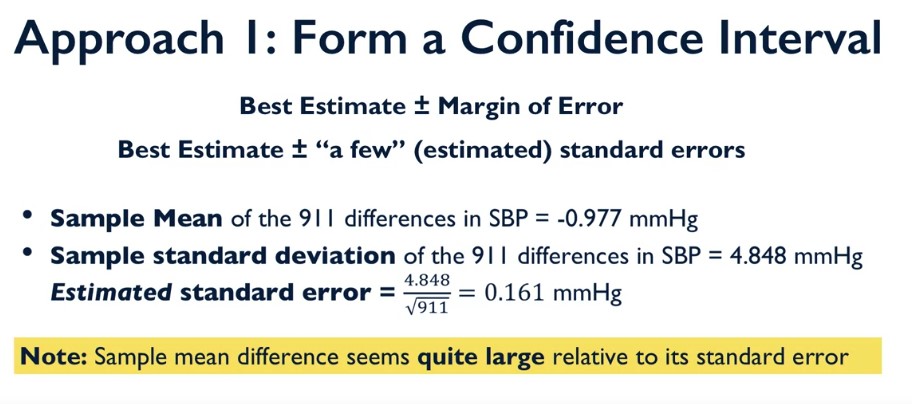 Approach 1: Form a Confidence Interval
Best Estimate ± Margin of Error
Best Estimate ± “a few” (estimated) standard errors
• Sample Mean of the 911 differences in SBP = -0.977 mmHg
• Sample standard deviation of the 911 differences in SBP = 4.848 mmHg
Estimated standard error = 4.848/√911 = 0.161 mmHg
Note: Sample mean difference seems quite large relative to its standard error